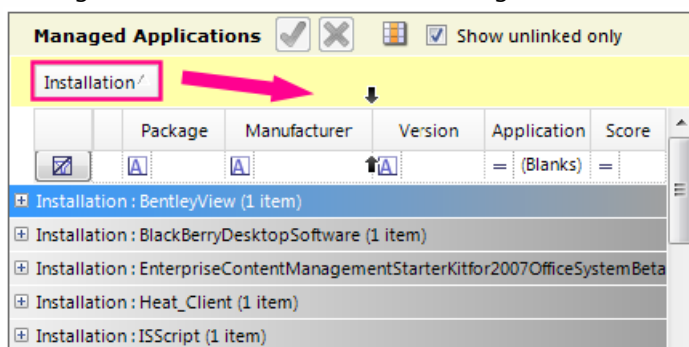 Managed Applications Show unlinked only
Installation
Package Manufacturer Version Application Score
A A A = (Blanks) =
Installation : BentleyView (1 item)
Installation : BlackBerryDesktopSoftware (1 item)
Installation : EnterpriseContentManagementStarterKitfor2007OfficeSystemBeta
Installation : Heat_Client (1 item)
Installation : ISScript (1 item)